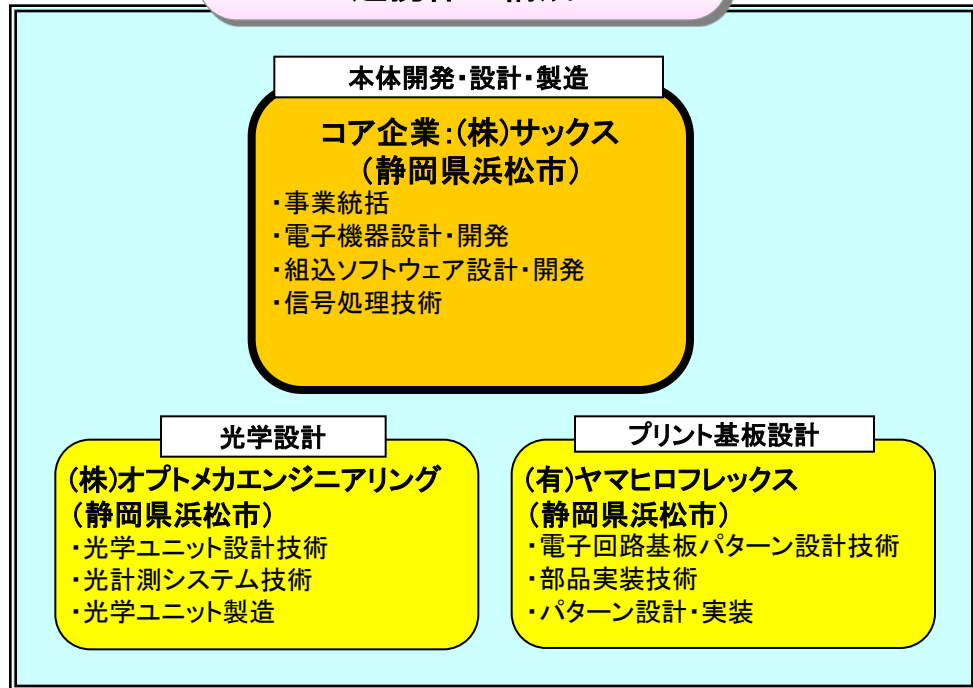 本体開発・設計・製造
コア企業：(株)サックス
（静岡県浜松市）
・事業統括
・電子機器設計・開発
・組込ソフトウェア設計・開発
・信号処理技術
光学設計
(株)オプトメカエンジニアリング
（静岡県浜松市）
・光学ユニット設計技術
・光計測システム技術
・光学ユニット製造
プリント基板設計
(有)ヤマヒロフレックス
（静岡県浜松市）
・電子回路基板パターン設計技術
・部品実装技術
・パターン設計・実装